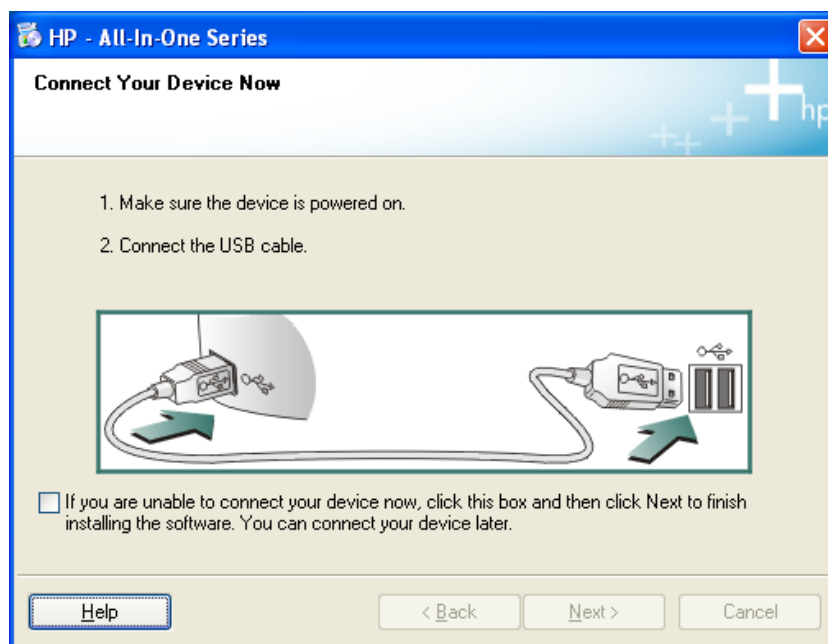 HP - All-In-One Series
Connect Your Device Now
hp
1. Make sure the device is powered on.
2. Connect the USB cable.
If you are unable to connect your device now, click this box and then click Next to finish
installing the software. You can connect your device later.
Help
< Back
Next >
Cancel